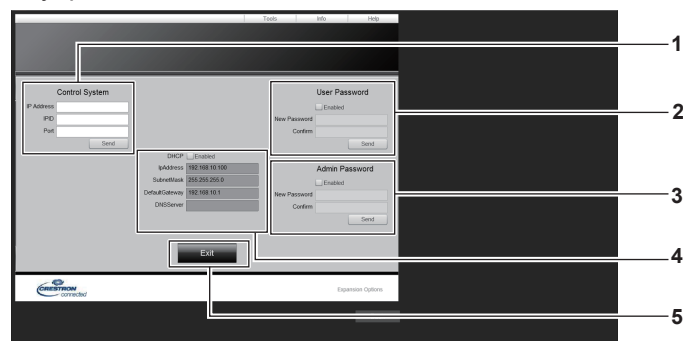 Tools Info Help
1
Control System
IP Address
IPID
Port
Send
User Password
Enabled
New Password
Confirm
Send
2
DHCP Enabled
IpAddress 192.168.10.100
SubnetMask 255.255.255.0
DefaultGateway 192.168.10.1
DNSServer
Admin Password
Enabled
New Password
Confirm
Send
3
4
Exit
CRESTRON
connected
Expansion Options
5